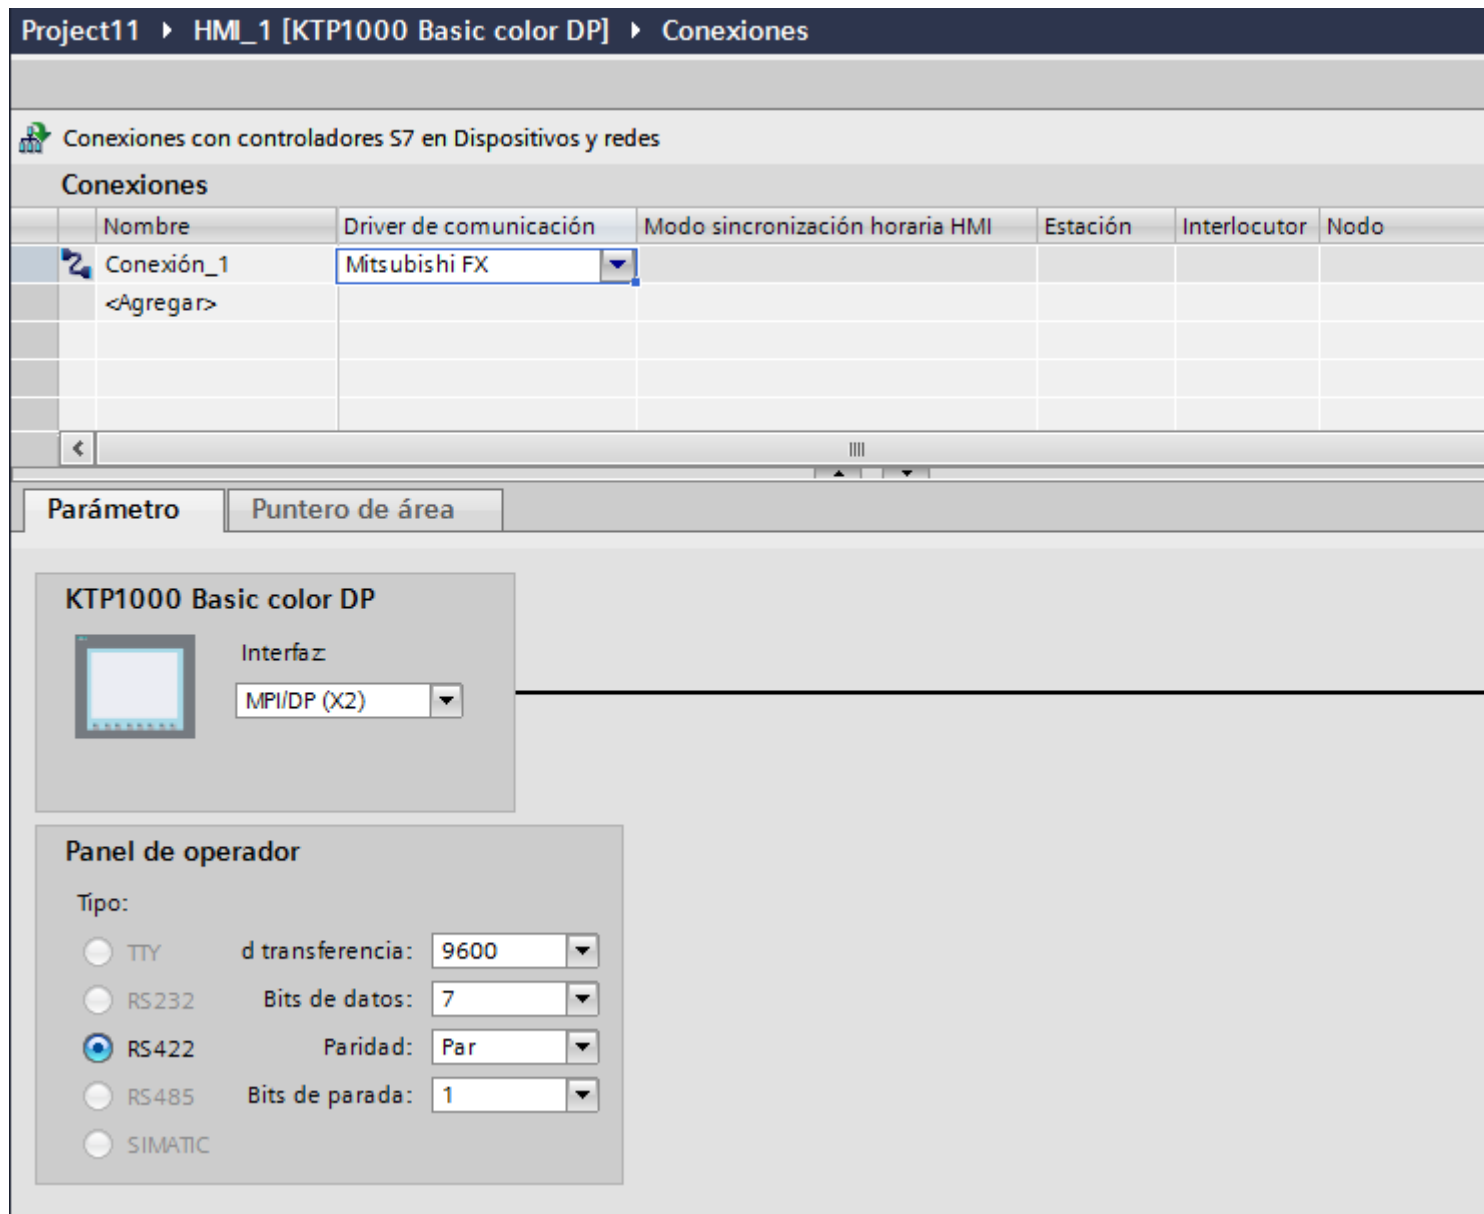 Project11 ▸ HMI_1 [KTP1000 Basic color DP] ▸ Conexiones
Conexiones con controladores S7 en Dispositivos y redes
Conexiones
Nombre Driver de comunicación Modo sincronización horaria HMI Estación Interlocutor Nodo
Conexión_1 Mitsubishi FX
<Agregar>
Parámetro Puntero de área
KTP1000 Basic color DP
Interfaz:
MPI/DP (X2)
Panel de operador
Tipo:
TTY d transferencia: 9600
RS232 Bits de datos: 7
RS422 Paridad: Par
RS485 Bits de parada: 1
SIMATIC